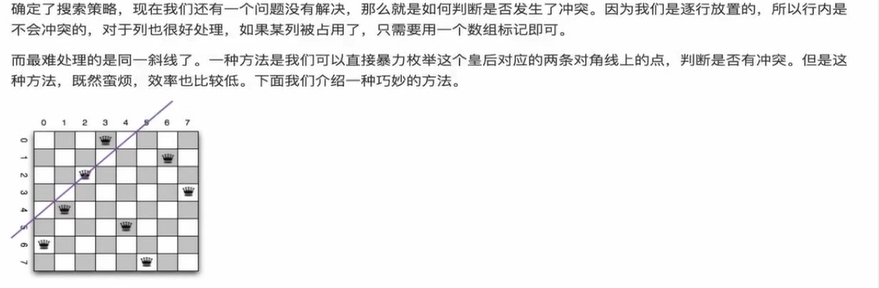 确定了搜索策略，现在我们还有一个问题没有解决，那么就是如何判断是否发生了冲突。因为我们是逐行放置的，所以行内是
不会冲突的，对于列也很好处理，如果某列被占用了，只需要用一个数组标记即可。
而最难处理的是同一斜线了。一种方法是我们可以直接暴力枚举这个皇后对应的两条对角线上的点，判断是否有冲突。但是这
种方法，既然蛮烦，效率也比较低。下面我们介绍一种巧妙的方法。
0 1 2 3 4 5 6 7
0
1
2
3
4
5
6
7